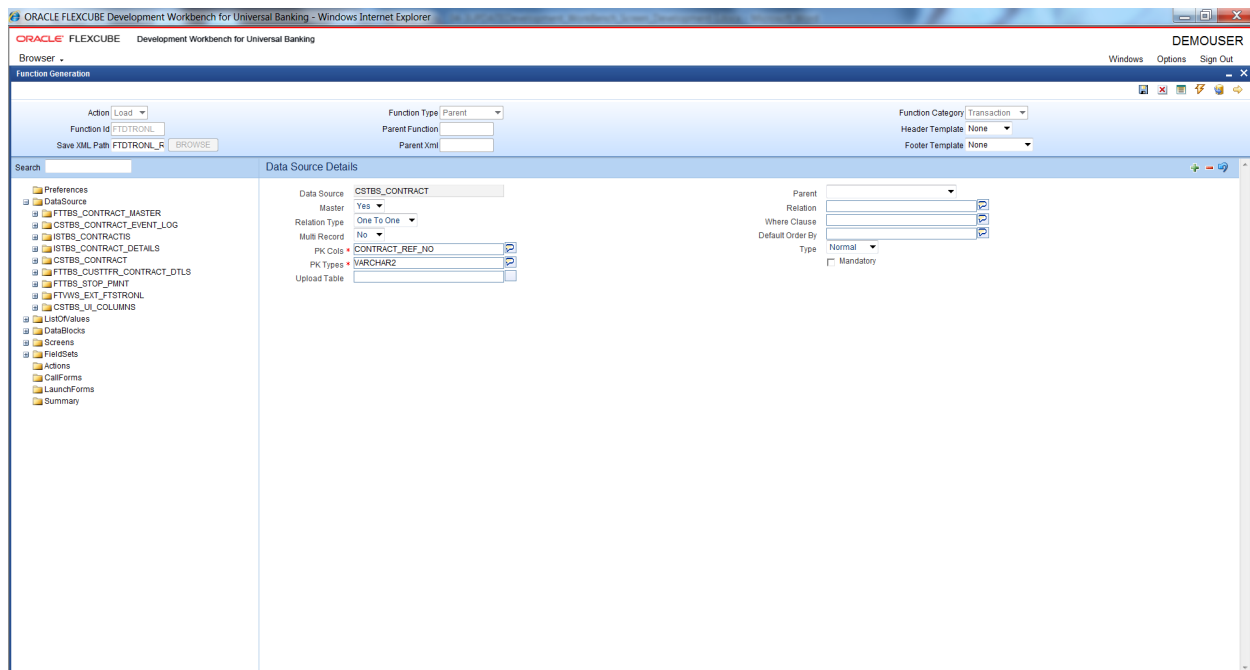 ORACLE FLEXCUBE Development Workbench for Universal Banking - Windows Internet Explorer
ORACLE FLEXCUBE Development Workbench for Universal Banking DEMOUSER
Browser Windows Options Sign Out
Function Generation
Action Load Function Type Parent Function Category Transaction
Function Id FTDTRONL Parent Function Header Template None
Save XML Path FTDTRONL_R BROWSE Parent Xml Footer Template None
Search Data Source Details
Preferences
DataSource
FTTBS_CONTRACT_MASTER
CSTBS_CONTRACT_EVENT_LOG
ISTBS_CONTRACTIS
ISTBS_CONTRACT_DETAILS
CSTBS_CONTRACT
FTTBS_CUSTTFR_CONTRACT_DTLS
FTTBS_STOP_PMNT
FTVWS_EXT_FTSTRONL
CSTBS_UI_COLUMNS
ListOfValues
DataBlocks
Screens
FieldSets
Actions
CallForms
LaunchForms
Summary
Data Source CSTBS_CONTRACT Parent
Master Yes Relation
Relation Type One To One Where Clause
Multi Record No Default Order By
PK Cols * CONTRACT_REF_NO Type Normal
PK Types * VARCHAR2 Mandatory
Upload Table